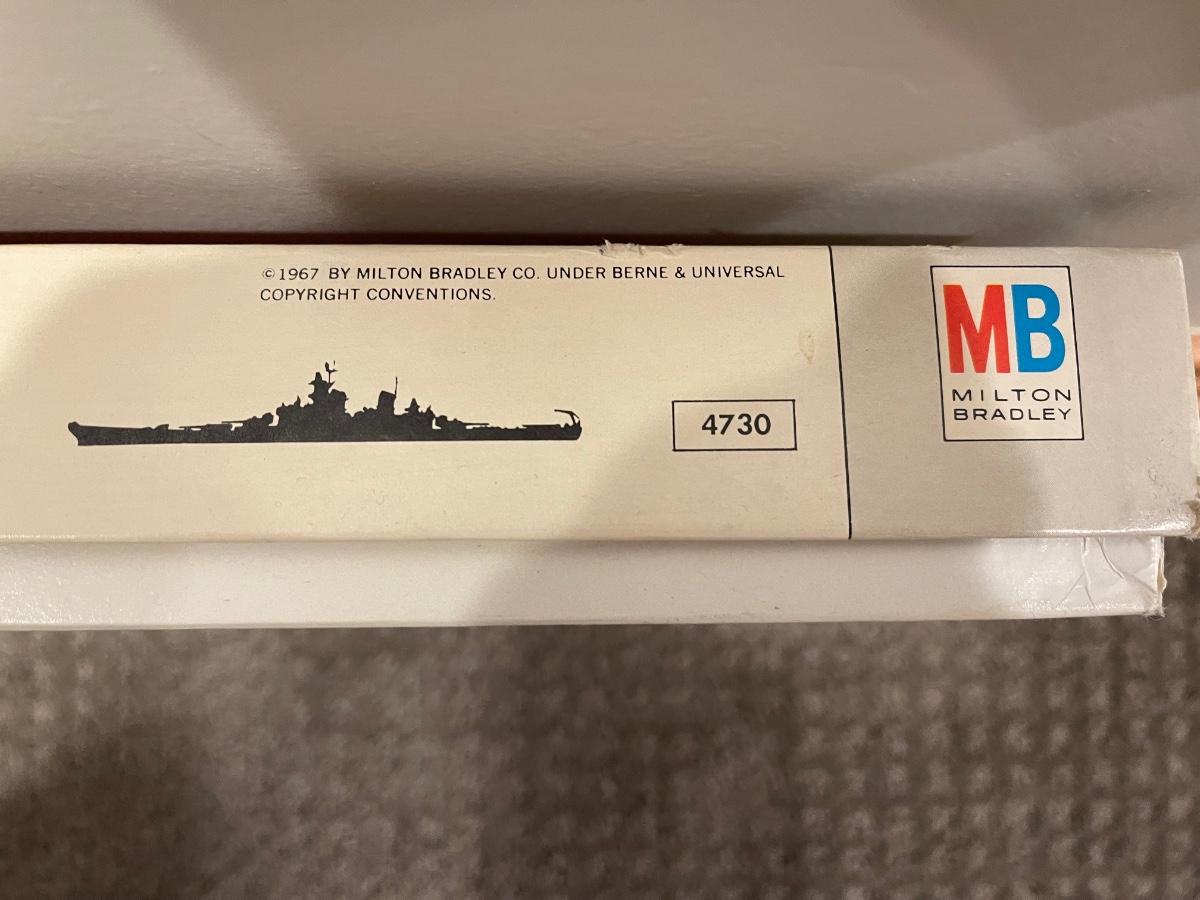 © 1967 BY MILTON BRADLEY CO. UNDER BERNE & UNIVERSAL
COPYRIGHT CONVENTIONS.
4730
MB
MILTON
BRADLEY